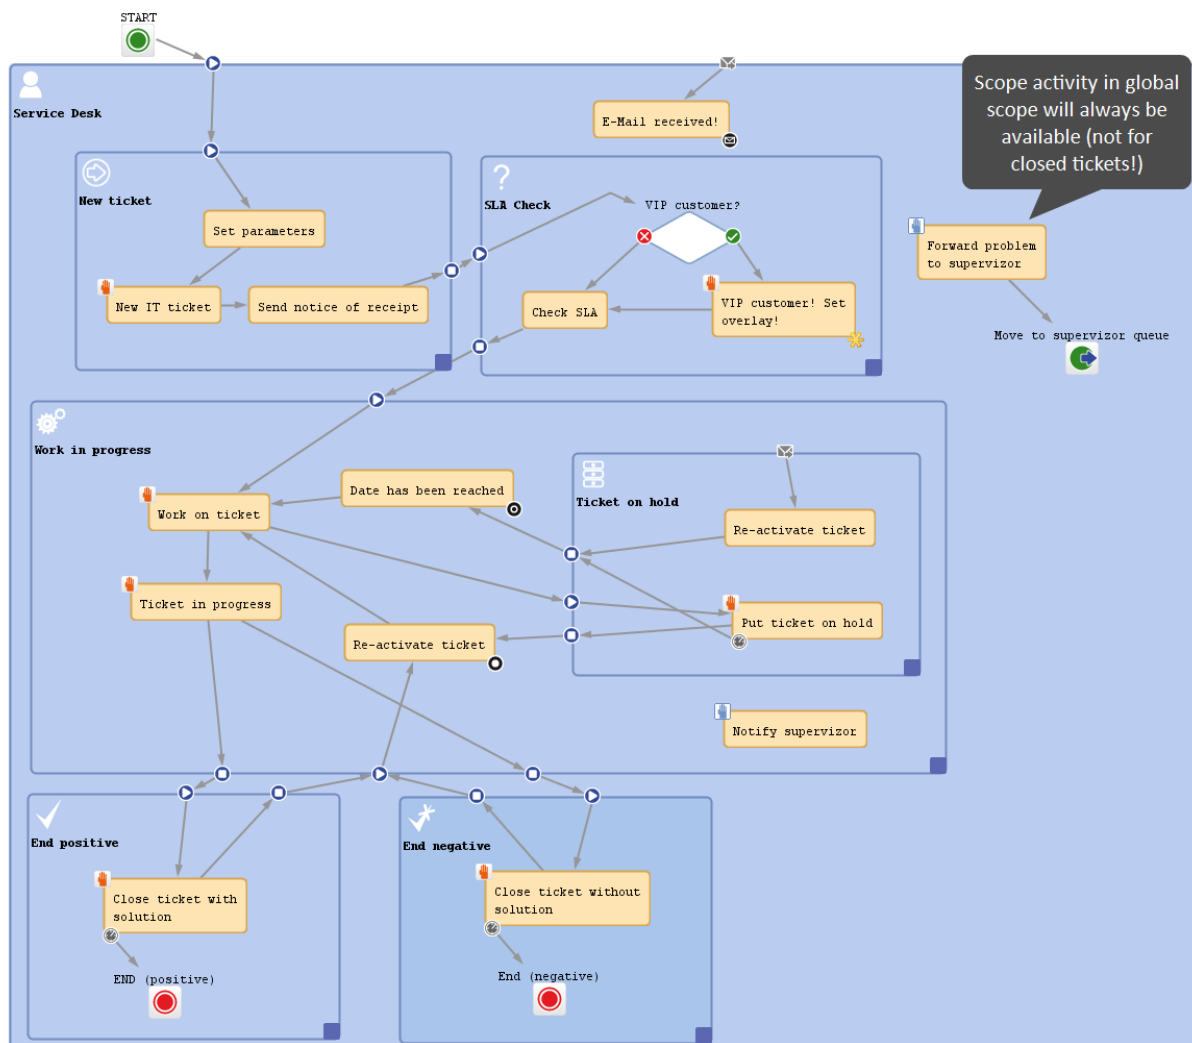 START
Service Desk
E-Mail received!
Scope activity in global
scope will always be
available (not for
closed tickets!)
New ticket
Set parameters
New IT ticket
Send notice of receipt
SLA Check
VIP customer?
Check SLA
VIP customer! Set
overlay!
Forward problem
to supervizor
Move to supervizor queue
Work in progress
Date has been reached
Work on ticket
Ticket on hold
Re-activate ticket
Ticket in progress
Re-activate ticket
Put ticket on hold
Notify supervizor
End positive
Close ticket with
solution
END (positive)
End negative
Close ticket without
solution
End (negative)